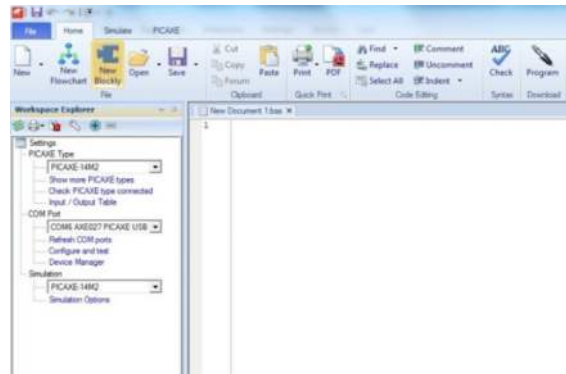 File Home Simulate PICAXE
New
New Flowchart
New Blockly
Open
Save
File
Cut
Copy
Forum
Paste
Clipboard
Print
PDF
Quick Print
Find
Replace
Select All
Comment
Uncomment
Indent
Code Editing
ABC
Check
Syntax
Program
Download
Workspace Explorer
New Document 1.bas
1
Settings
PICAXE Type
PICAXE-14M2
Show more PICAXE types
Check PICAXE type connected
Input / Output Table
COM Port
COM6 AXE027 PICAXE USB
Refresh COM ports
Configure and test
Device Manager
Simulation
PICAXE-14M2
Simulation Options